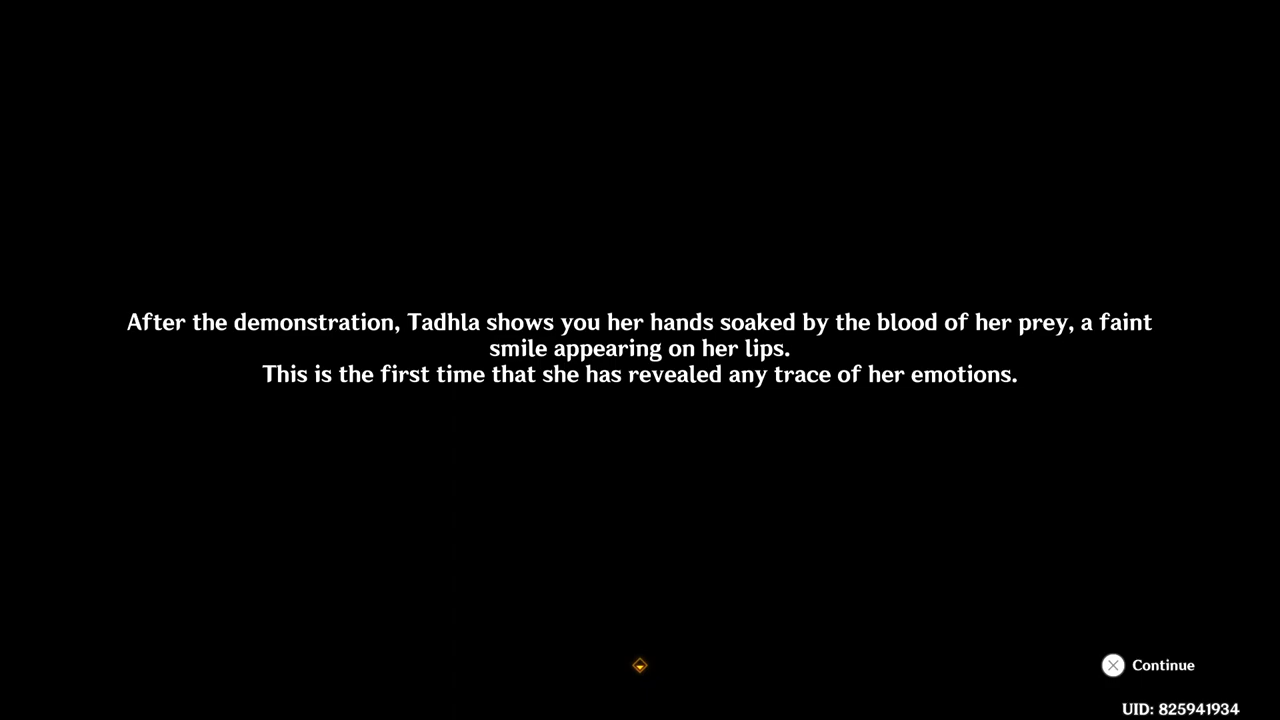 After the demonstration, Tadhla shows you her hands soaked by the blood of her prey, a faint
smile appearing on her lips.
This is the first time that she has revealed any trace of her emotions.
Continue
UID: 825941934